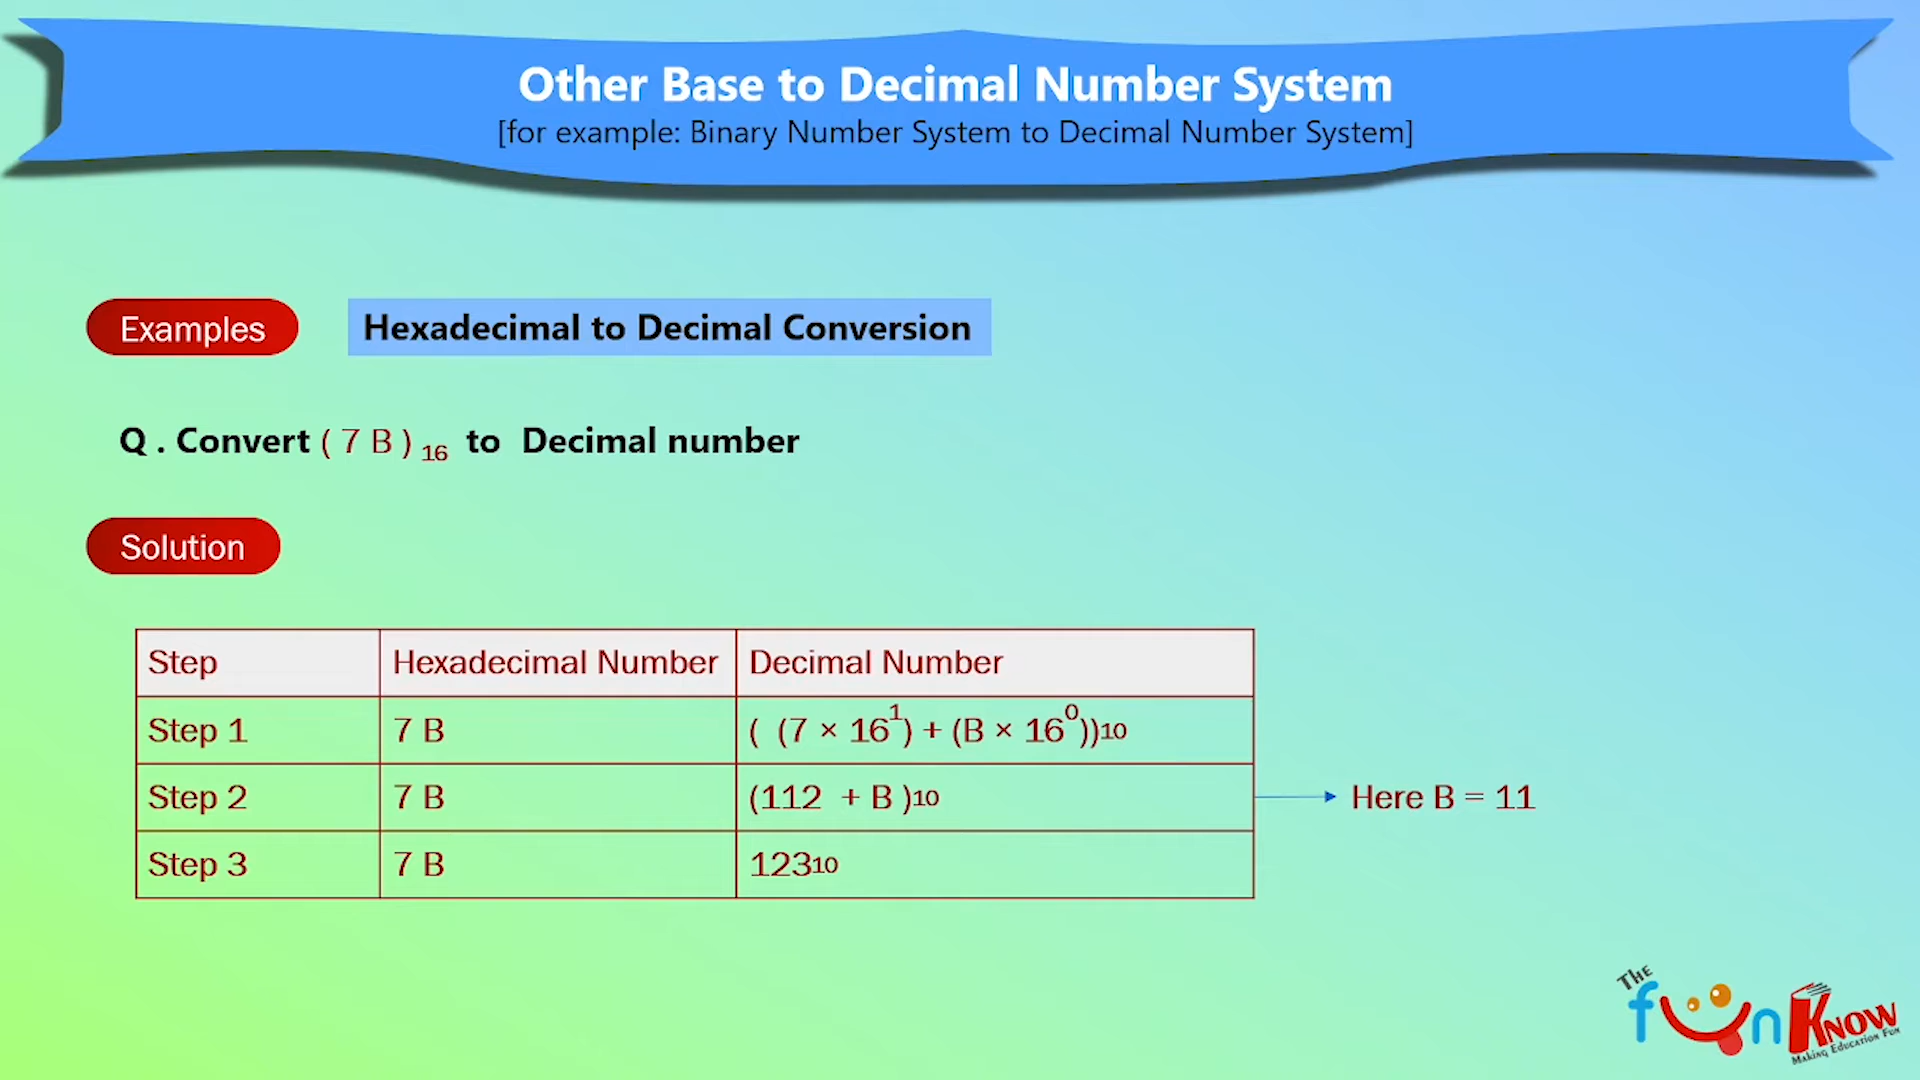 Other Base to Decimal Number System
[for example: Binary Number System to Decimal Number System]
Examples
Hexadecimal to Decimal Conversion
Q . Convert ( 7 B ) 16 to Decimal number
Solution
Step Hexadecimal Number Decimal Number
Step 1 7 B ( (7 × 16¹) + (B × 16⁰))10
Step 2 7 B (112 + B )10 Here B = 11
Step 3 7 B 12310
The
fun Know
Making Education Fun